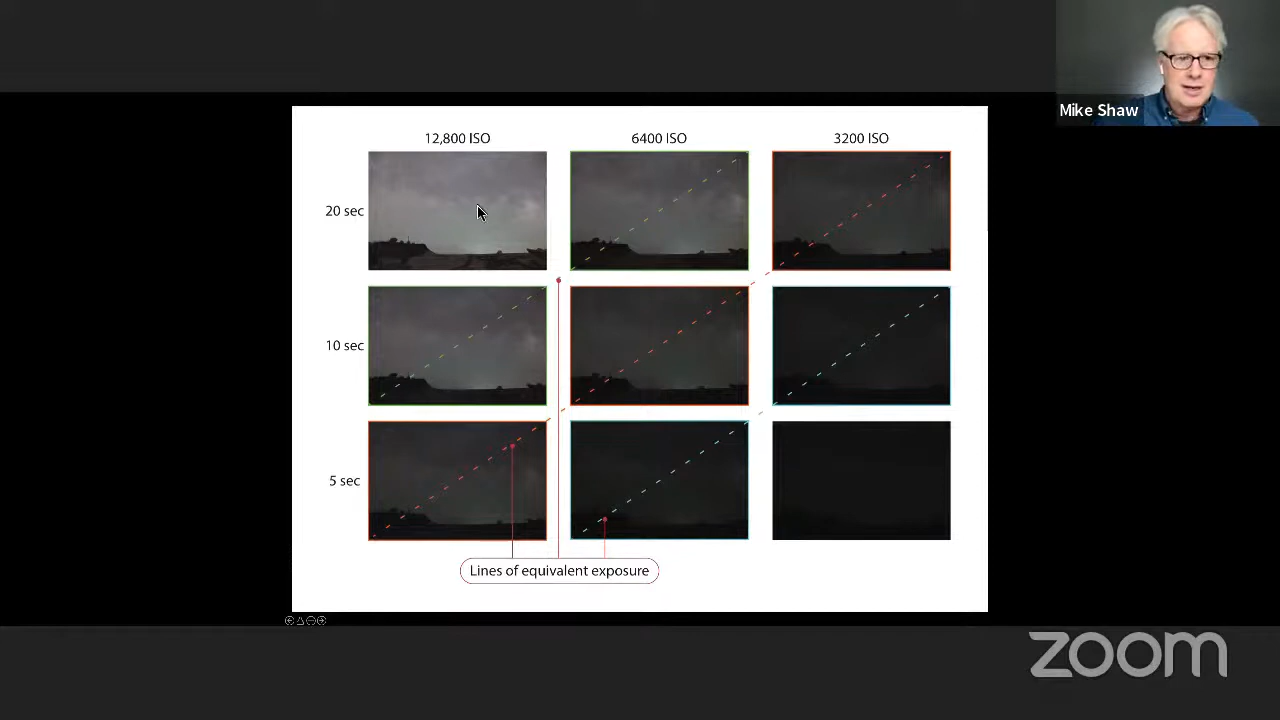 Mike Shaw
12,800 ISO
6400 ISO
3200 ISO
20 sec
10 sec
5 sec
Lines of equivalent exposure
zoom